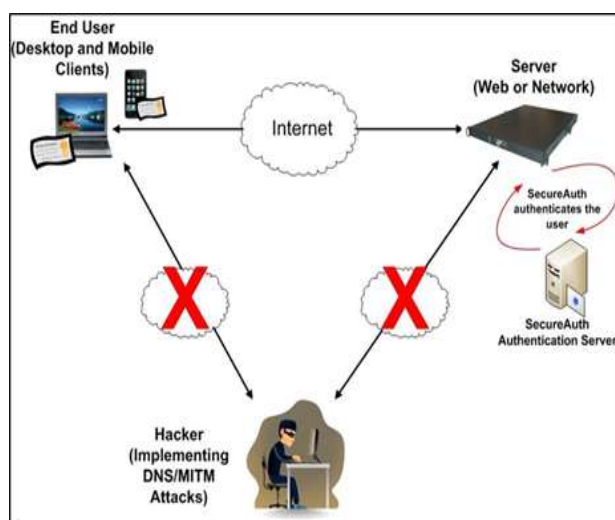 End User
(Desktop and Mobile
Clients)
Internet
Server
(Web or Network)
SecureAuth
authenticates the
user
SecureAuth
Authentication Server
X
X
Hacker
(Implementing
DNS/MITM
Attacks)